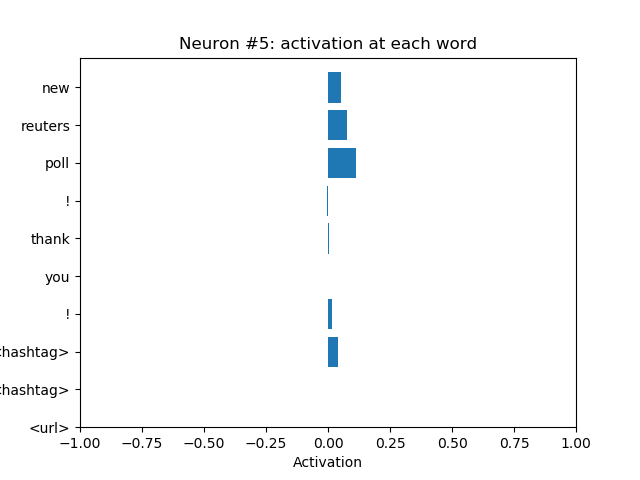 Neuron #5: activation at each word
new
reuters
poll
!
thank
you
!
hashtag>
hashtag>
<url>
−1.00 −0.75 −0.50 −0.25 0.00 0.25 0.50 0.75 1.00
Activation